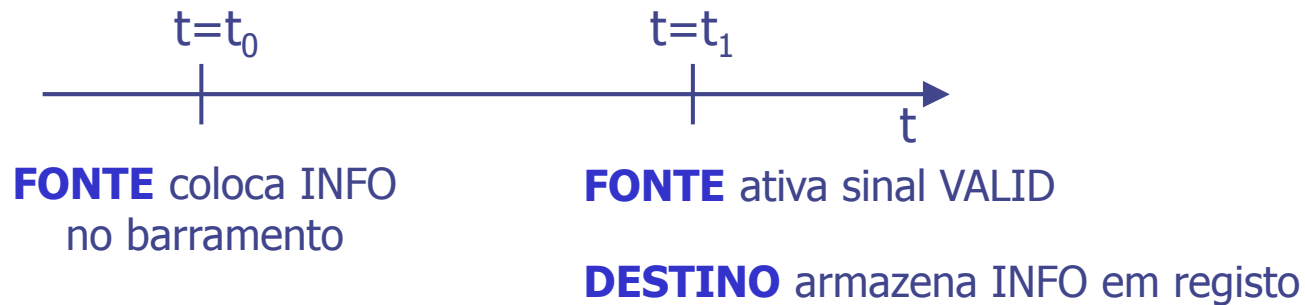 t=t₀
t=t₁
t
FONTE coloca INFO
no barramento
FONTE ativa sinal VALID
DESTINO armazena INFO em registo